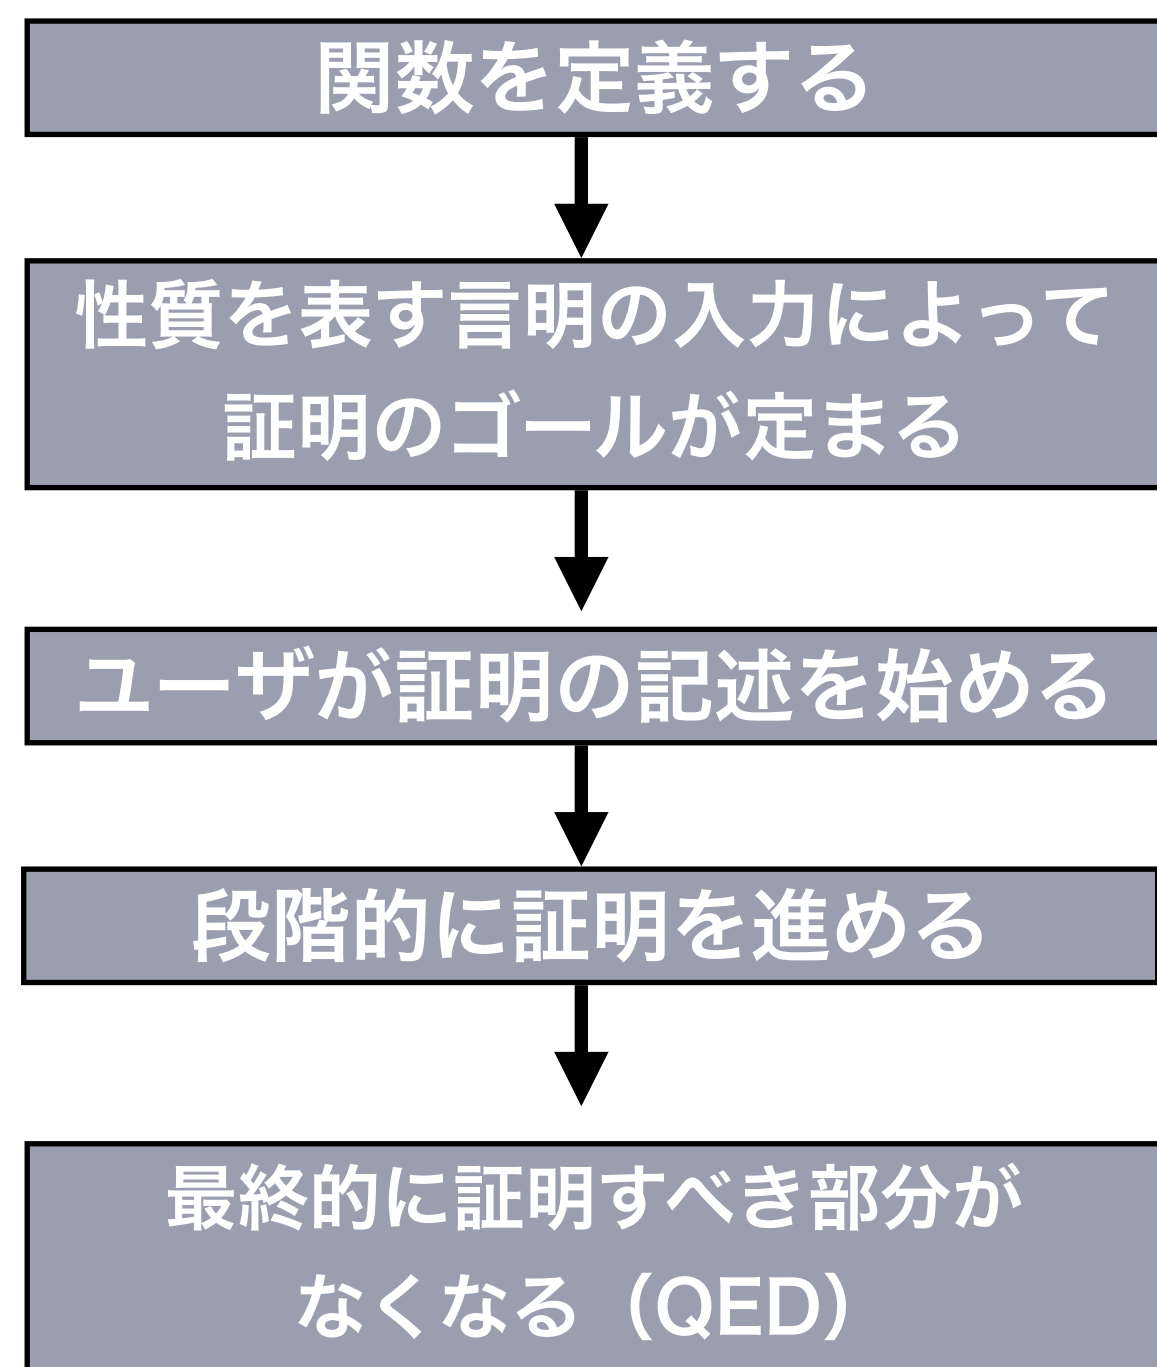 関数を定義する
性質を表す言明の入力によって
証明のゴールが定まる
ユーザが証明の記述を始める
段階的に証明を進める
最終的に証明すべき部分が
なくなる（QED）